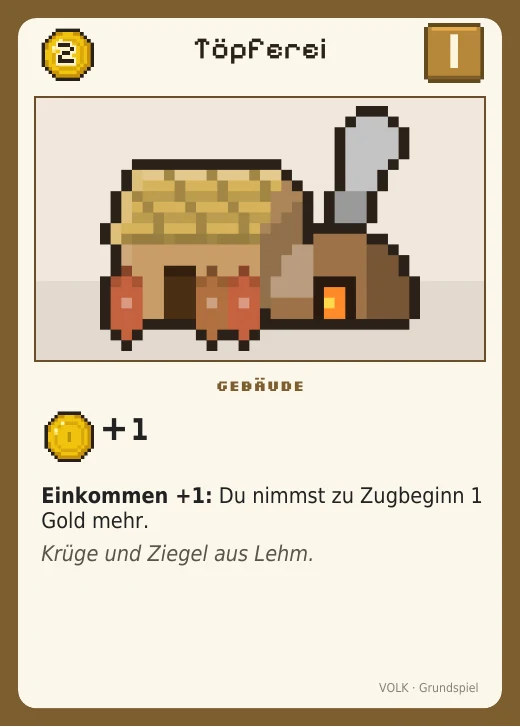 2
Töpferei
I
GEBÄUDE
+1
Einkommen +1: Du nimmst zu Zugbeginn 1
Gold mehr.
Krüge und Ziegel aus Lehm.
VOLK · Grundspiel